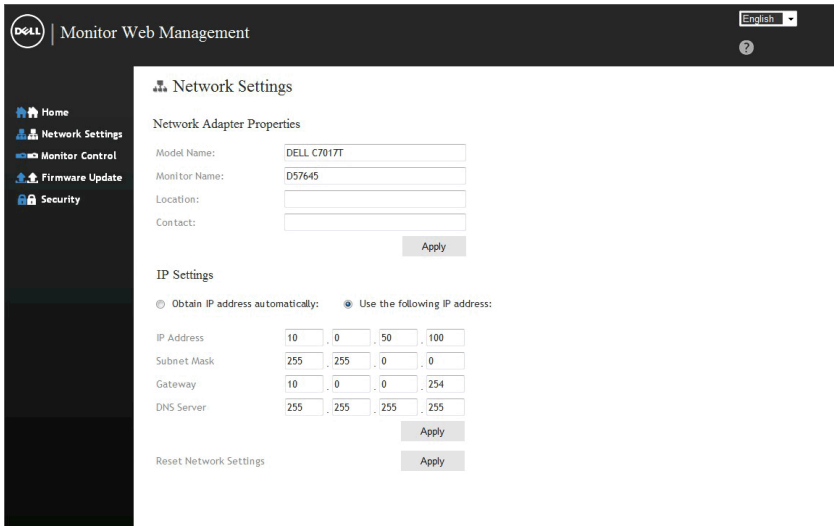 DELL | Monitor Web Management
English
?
Home
Network Settings
Monitor Control
Firmware Update
Security
Network Settings
Network Adapter Properties
Model Name: DELL C7017T
Monitor Name: D57645
Location:
Contact:
Apply
IP Settings
Obtain IP address automatically: Use the following IP address:
IP Address 10 . 0 . 50 . 100
Subnet Mask 255 . 255 . 0 . 0
Gateway 10 . 0 . 0 . 254
DNS Server 255 . 255 . 255 . 255
Apply
Reset Network Settings Apply